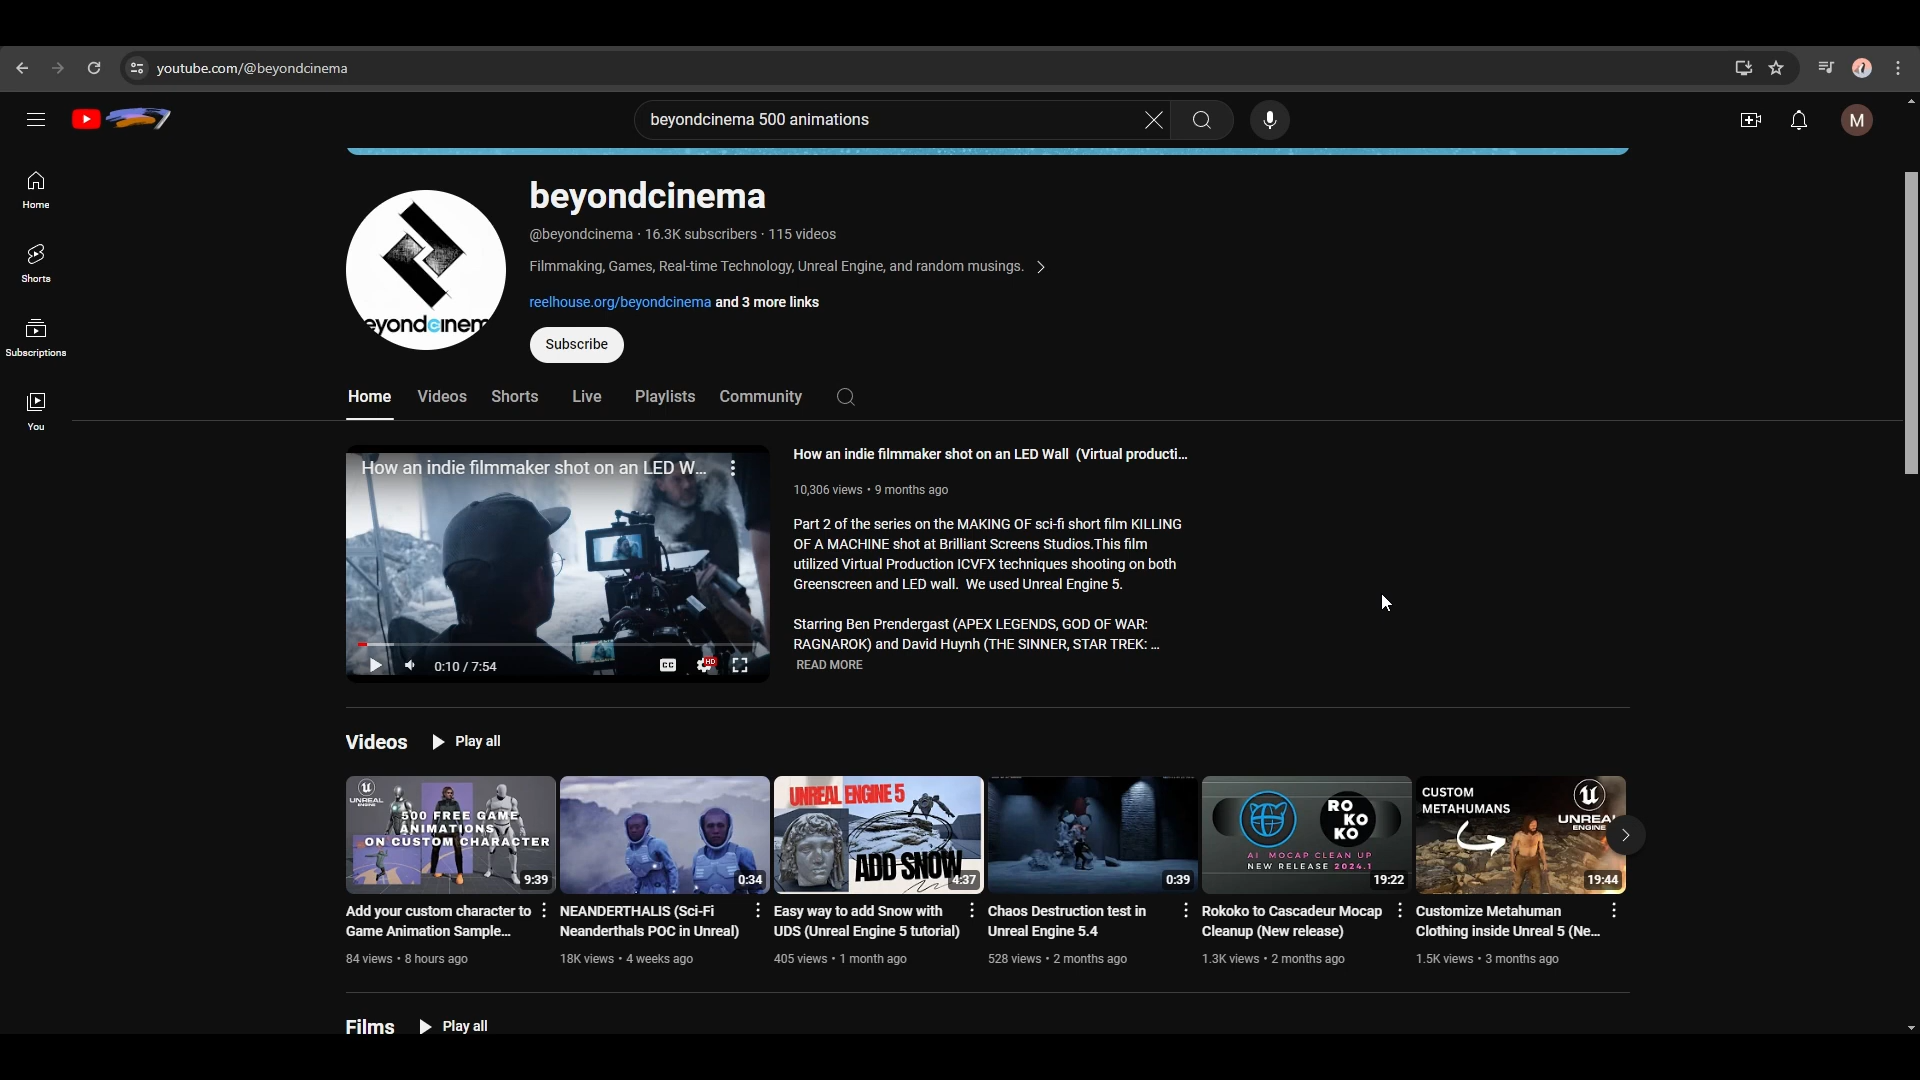 youtube.com/@beyondcinema
beyondcinema 500 animations
M
Home
Shorts
Subscriptions
You
eyondcinem
beyondcinema
@beyondcinema · 16.3K subscribers · 115 videos
Filmmaking, Games, Real-time Technology, Unreal Engine, and random musings.
reelhouse.org/beyondcinema and 3 more links
Subscribe
Home Videos Shorts Live Playlists Community
How an indie filmmaker shot on an LED W...
0:10 / 7:54
CC
HD
How an indie filmmaker shot on an LED Wall (Virtual producti...
10,306 views • 9 months ago
Part 2 of the series on the MAKING OF sci-fi short film KILLING
OF A MACHINE shot at Brilliant Screens Studios.This film
utilized Virtual Production ICVFX techniques shooting on both
Greenscreen and LED wall. We used Unreal Engine 5.
Starring Ben Prendergast (APEX LEGENDS, GOD OF WAR:
RAGNAROK) and David Huynh (THE SINNER, STAR TREK: ...
READ MORE
Videos Play all
UNREAL
ENGINE
500 FREE GAME
ANIMATIONS
ON CUSTOM CHARACTER
9:39
Add your custom character to
Game Animation Sample...
84 views • 8 hours ago
0:34
NEANDERTHALIS (Sci-Fi
Neanderthals POC in Unreal)
18K views • 4 weeks ago
UNREAL ENGINE 5
ADD SNOW
4:37
Easy way to add Snow with
UDS (Unreal Engine 5 tutorial)
405 views • 1 month ago
0:39
Chaos Destruction test in
Unreal Engine 5.4
528 views • 2 months ago
RO
KO
KO
AI MOCAP CLEAN UP
NEW RELEASE 2024.1
19:22
Rokoko to Cascadeur Mocap
Cleanup (New release)
1.3K views • 2 months ago
CUSTOM
METAHUMANS
UNREAL
ENGINE
19:44
Customize Metahuman
Clothing inside Unreal 5 (Ne...
1.5K views • 3 months ago
Films Play all